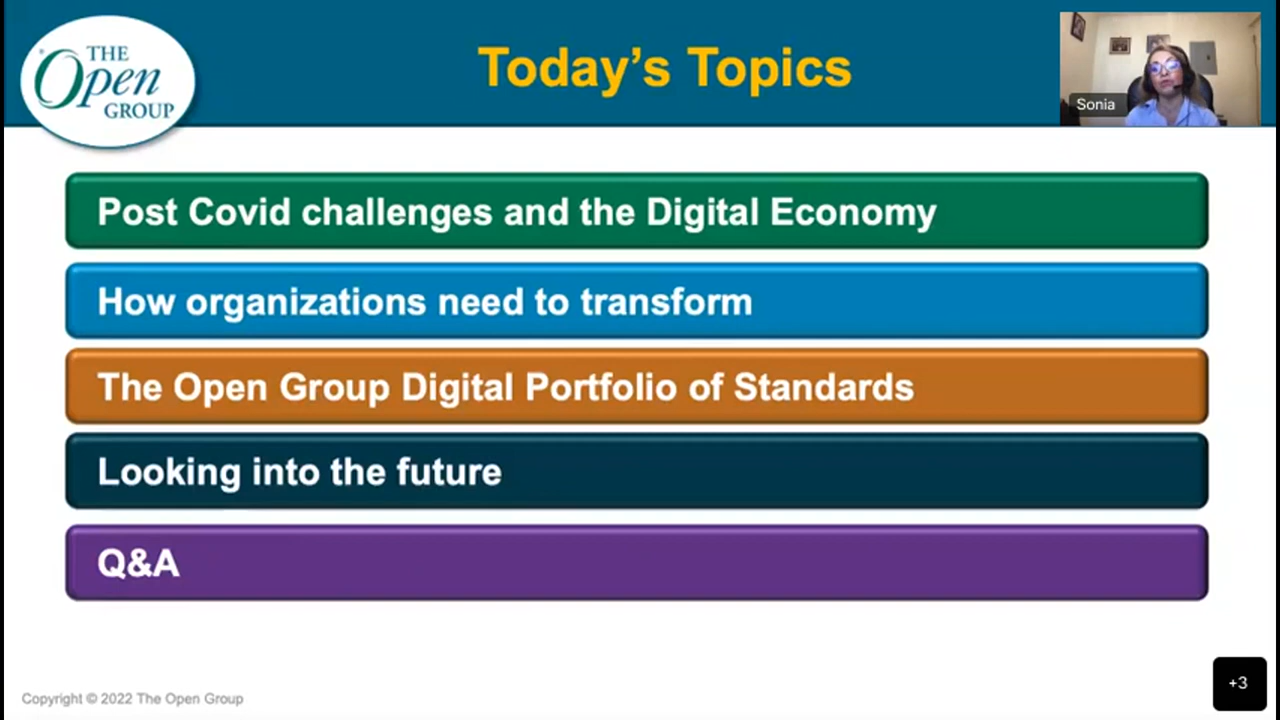 THE
Open
GROUP
Today's Topics
Sonia
Post Covid challenges and the Digital Economy
How organizations need to transform
The Open Group Digital Portfolio of Standards
Looking into the future
Q&A
Copyright © 2022 The Open Group
+3